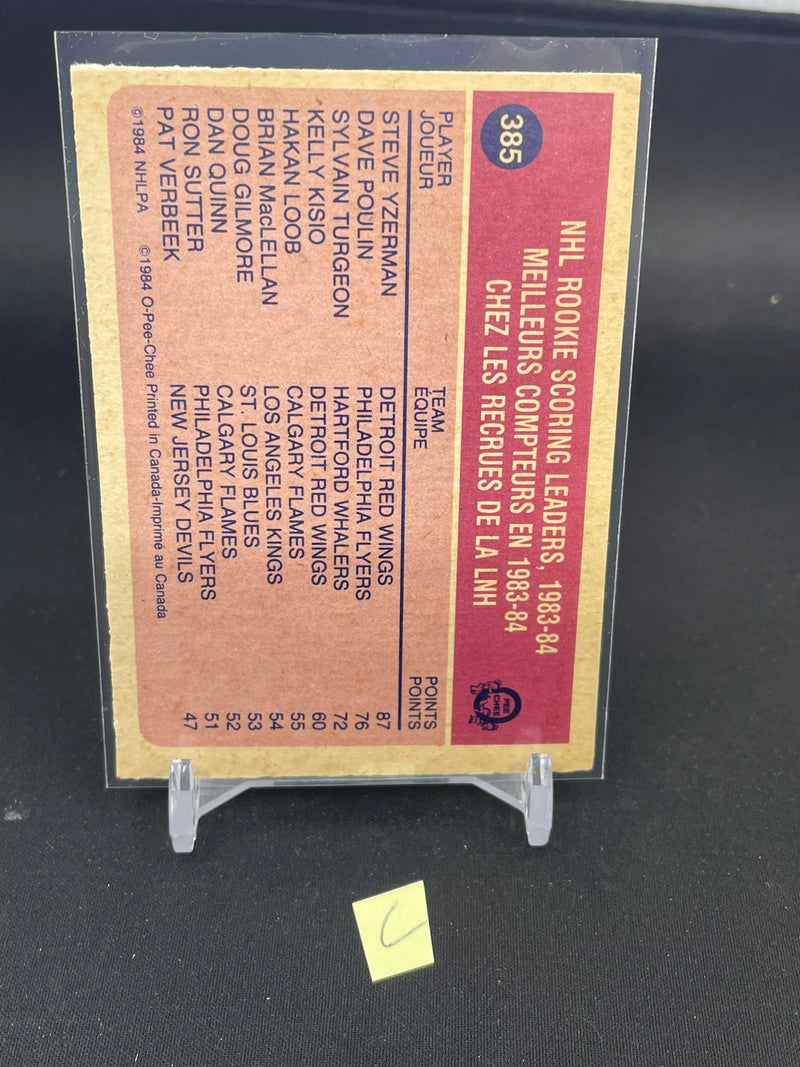 385
NHL ROOKIE SCORING LEADERS, 1983-84
MEILLEURS COMPTEURS EN 1983-84
CHEZ LES RECRUES DE LA LNH
O PEE CHEE
PLAYER TEAM POINTS
JOUEUR ÉQUIPE POINTS
STEVE YZERMAN DETROIT RED WINGS 87
DAVE POULIN PHILADELPHIA FLYERS 76
SYLVAIN TURGEON HARTFORD WHALERS 72
KELLY KISIO DETROIT RED WINGS 60
HAKAN LOOB CALGARY FLAMES 55
BRIAN MacLELLAN LOS ANGELES KINGS 54
DOUG GILMORE ST. LOUIS BLUES 53
DAN QUINN CALGARY FLAMES 52
RON SUTTER PHILADELPHIA FLYERS 51
PAT VERBEEK NEW JERSEY DEVILS 47
©1984 NHLPA ©1984 O-Pee-Chee Printed in Canada-Imprimé au Canada